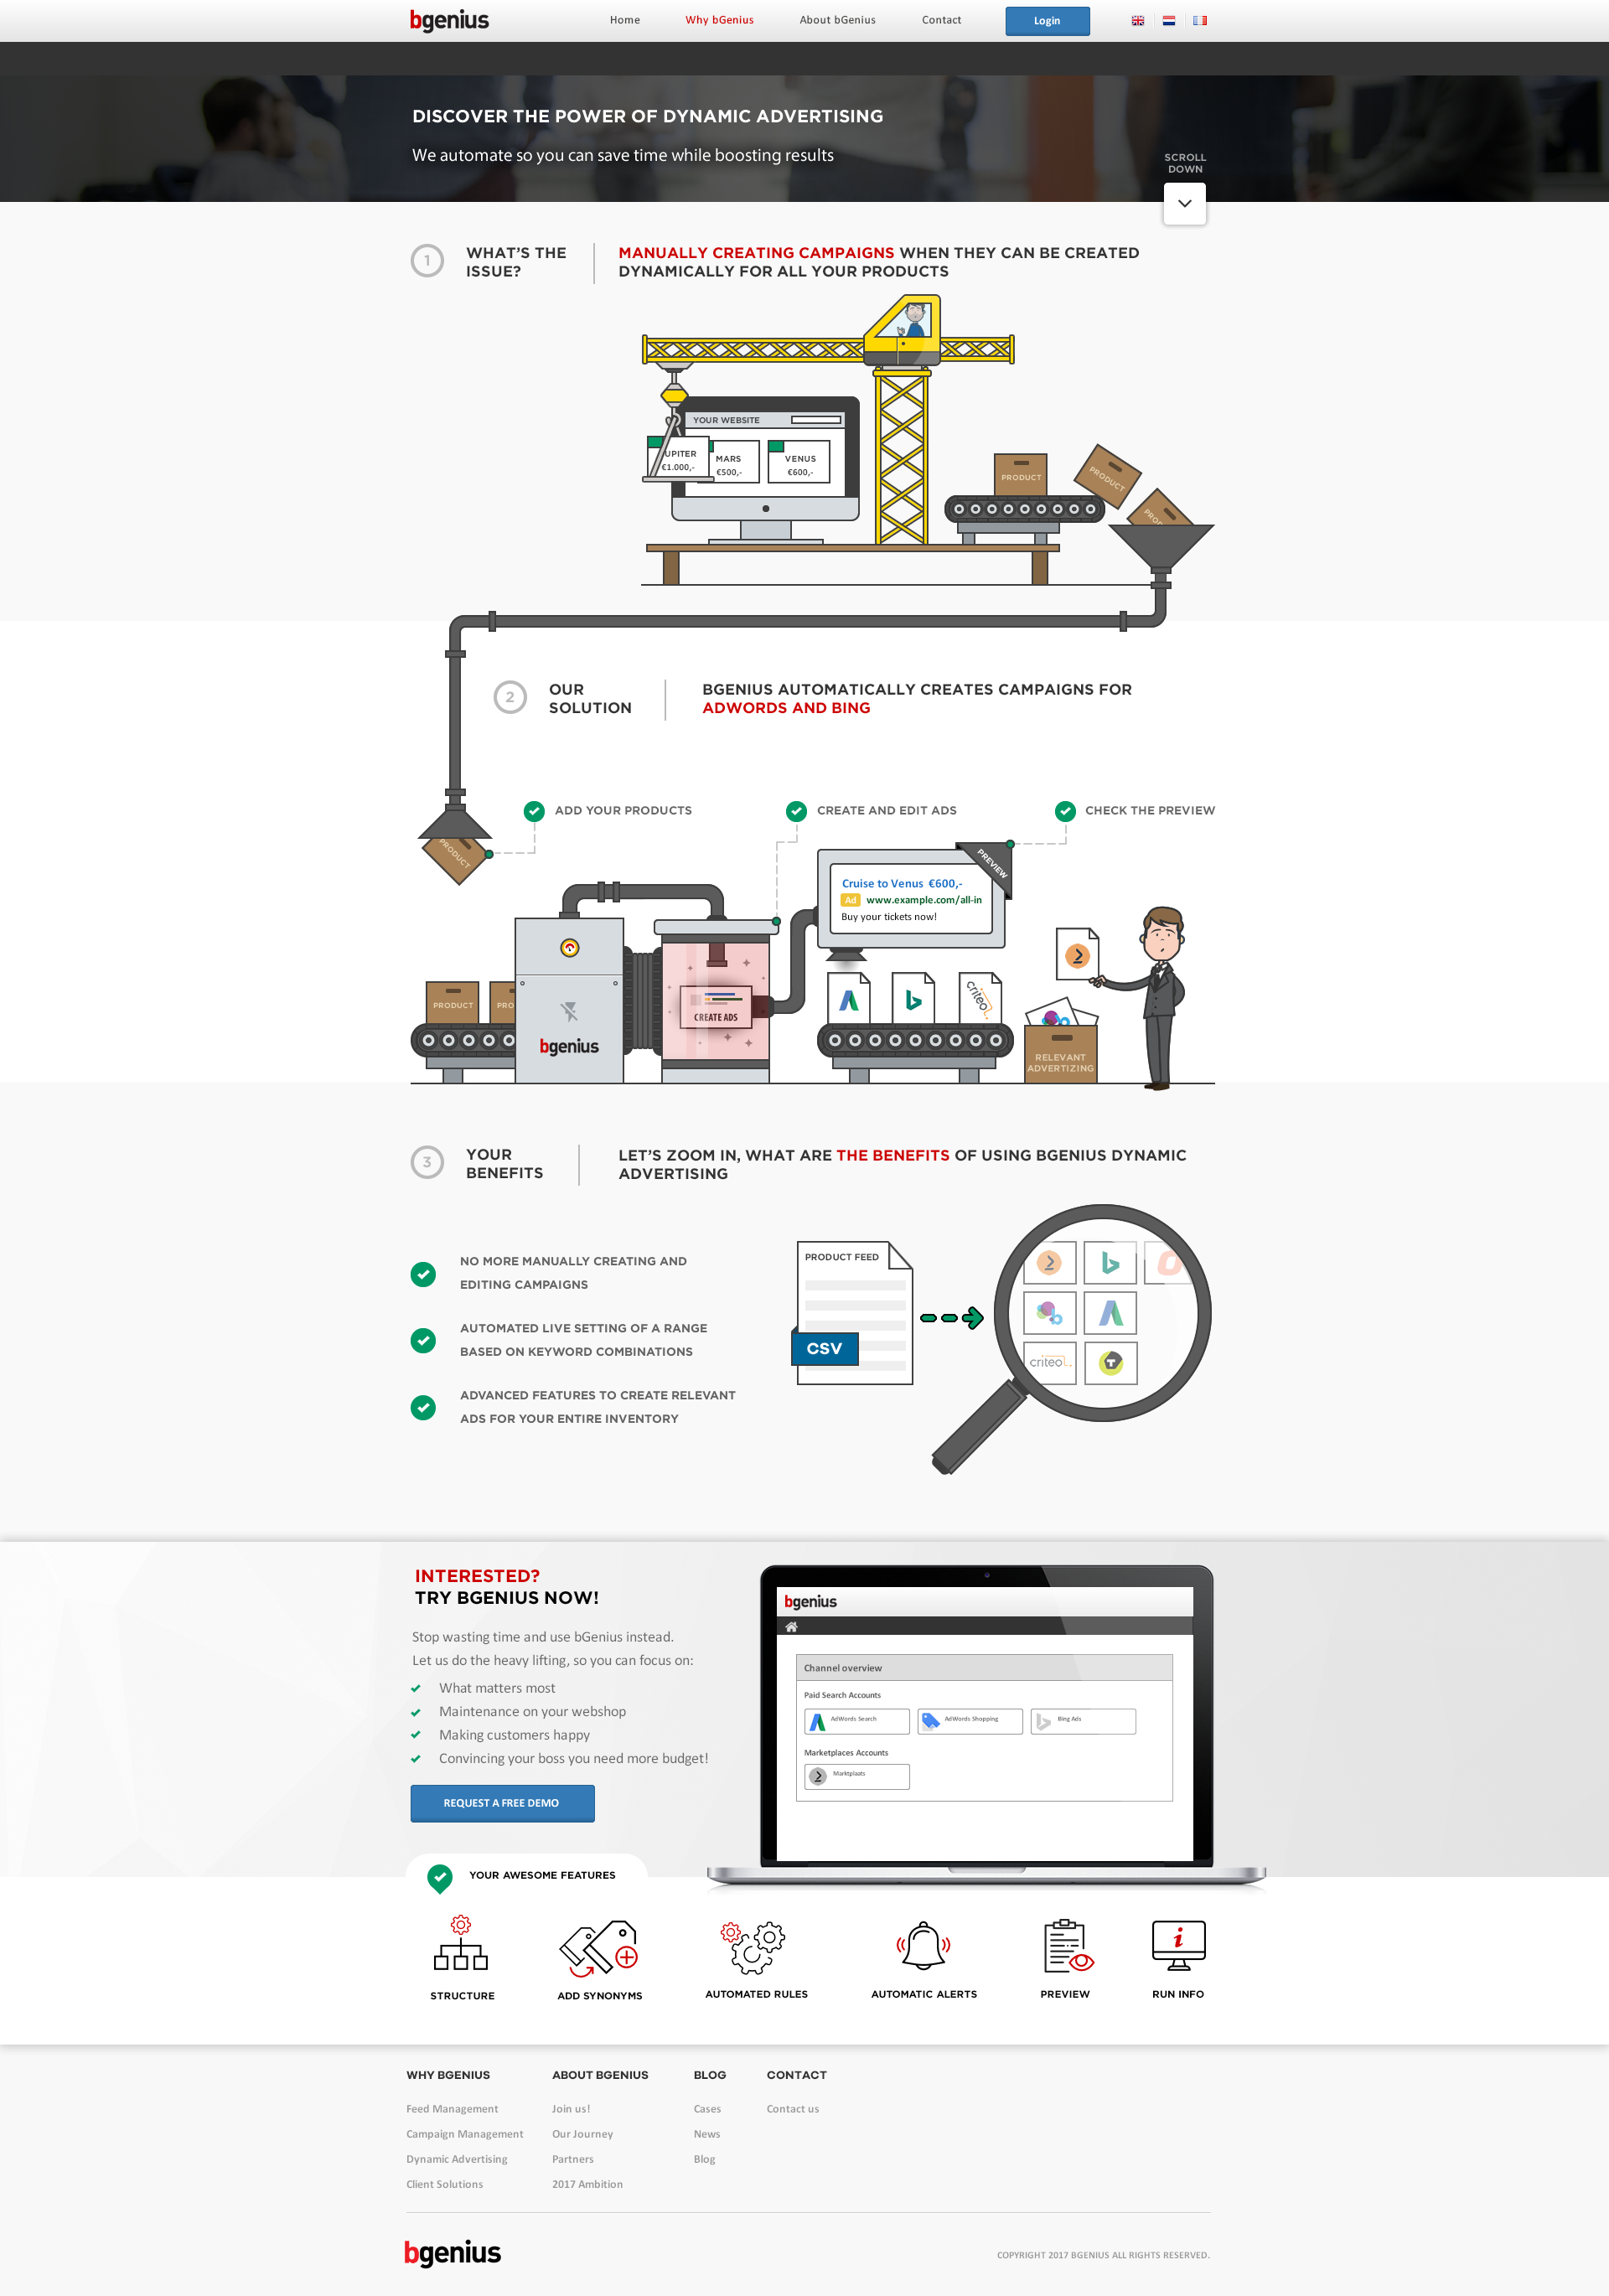 bgenius
Home
Why bGenius
About bGenius
Contact
Login
DISCOVER THE POWER OF DYNAMIC ADVERTISING
We automate so you can save time while boosting results
SCROLL
DOWN
1
WHAT'S THE
ISSUE?
MANUALLY CREATING CAMPAIGNS WHEN THEY CAN BE CREATED
DYNAMICALLY FOR ALL YOUR PRODUCTS
YOUR WEBSITE
UPITER
€1.000,-
MARS
€500,-
VENUS
€600,-
PRODUCT
PRODUCT
PROD
2
OUR
SOLUTION
BGENIUS AUTOMATICALLY CREATES CAMPAIGNS FOR
ADWORDS AND BING
ADD YOUR PRODUCTS
CREATE AND EDIT ADS
CHECK THE PREVIEW
PRODUCT
PREVIEW
Cruise to Venus €600,-
Ad www.example.com/all-in
Buy your tickets now!
PRODUCT
PRO
bgenius
CREATE ADS
criteo
RELEVANT
ADVERTIZING
3
YOUR
BENEFITS
LET'S ZOOM IN, WHAT ARE THE BENEFITS OF USING BGENIUS DYNAMIC
ADVERTISING
NO MORE MANUALLY CREATING AND
EDITING CAMPAIGNS
AUTOMATED LIVE SETTING OF A RANGE
BASED ON KEYWORD COMBINATIONS
ADVANCED FEATURES TO CREATE RELEVANT
ADS FOR YOUR ENTIRE INVENTORY
PRODUCT FEED
CSV
criteo
INTERESTED?
TRY BGENIUS NOW!
Stop wasting time and use bGenius instead.
Let us do the heavy lifting, so you can focus on:
What matters most
Maintenance on your webshop
Making customers happy
Convincing your boss you need more budget!
REQUEST A FREE DEMO
bgenius
Channel overview
Paid Search Accounts
AdWords Search
AdWords Shopping
Bing Ads
Marketplaces Accounts
Marktplaats
YOUR AWESOME FEATURES
STRUCTURE
ADD SYNONYMS
AUTOMATED RULES
AUTOMATIC ALERTS
PREVIEW
RUN INFO
WHY BGENIUS
Feed Management
Campaign Management
Dynamic Advertising
Client Solutions
ABOUT BGENIUS
Join us!
Our Journey
Partners
2017 Ambition
BLOG
Cases
News
Blog
CONTACT
Contact us
bgenius
COPYRIGHT 2017 BGENIUS ALL RIGHTS RESERVED.